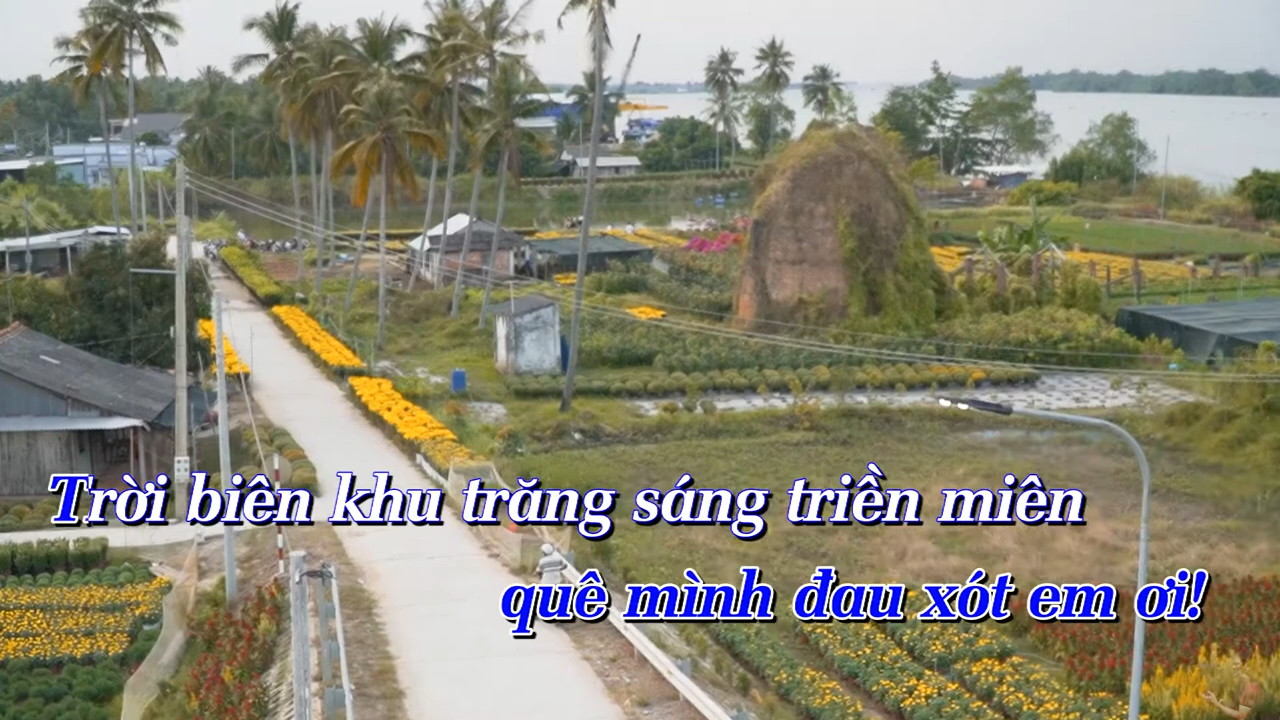 Trời biên khu trăng sáng triền miên
quê mình đau xót em ơi!